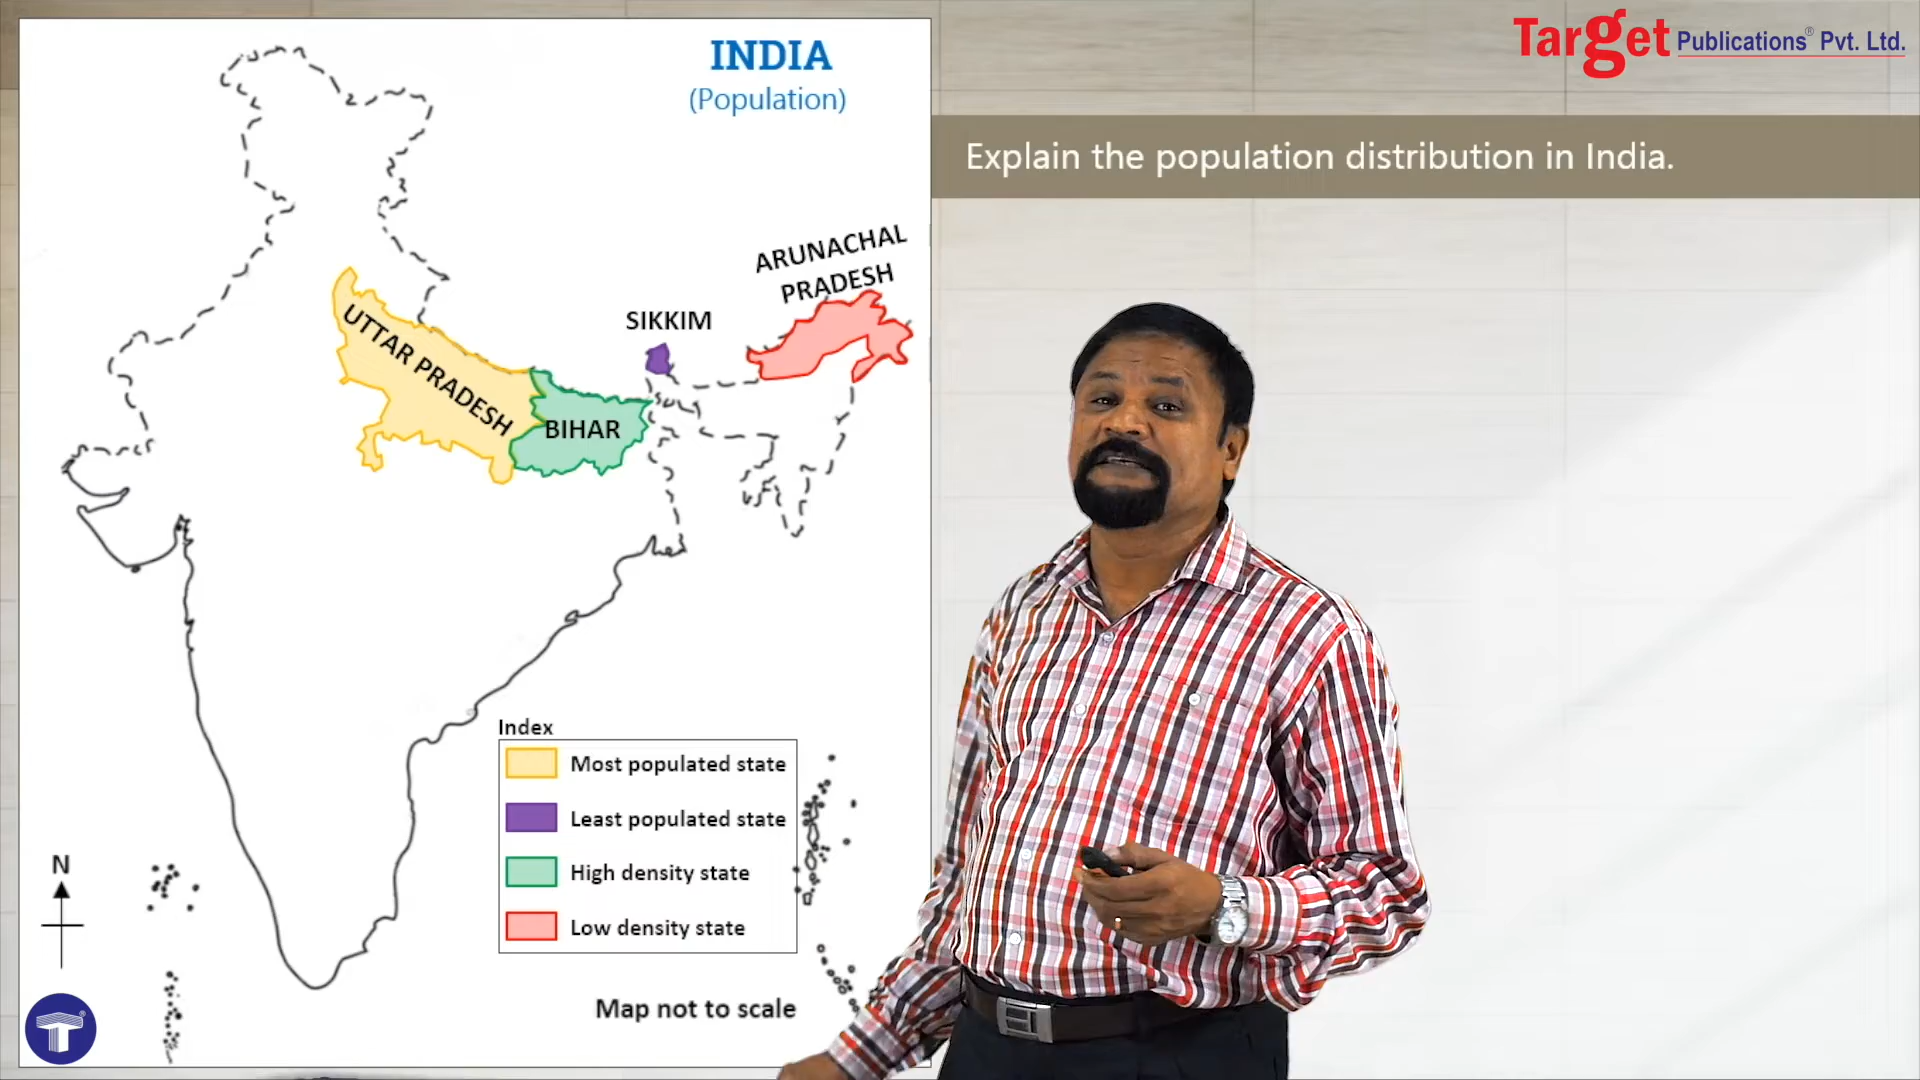 INDIA
(Population)
Target Publications® Pvt. Ltd.
Explain the population distribution in India.
ARUNACHAL
PRADESH
SIKKIM
UTTAR PRADESH
BIHAR
Index
Most populated state
Least populated state
High density state
Low density state
N
Map not to scale
T®